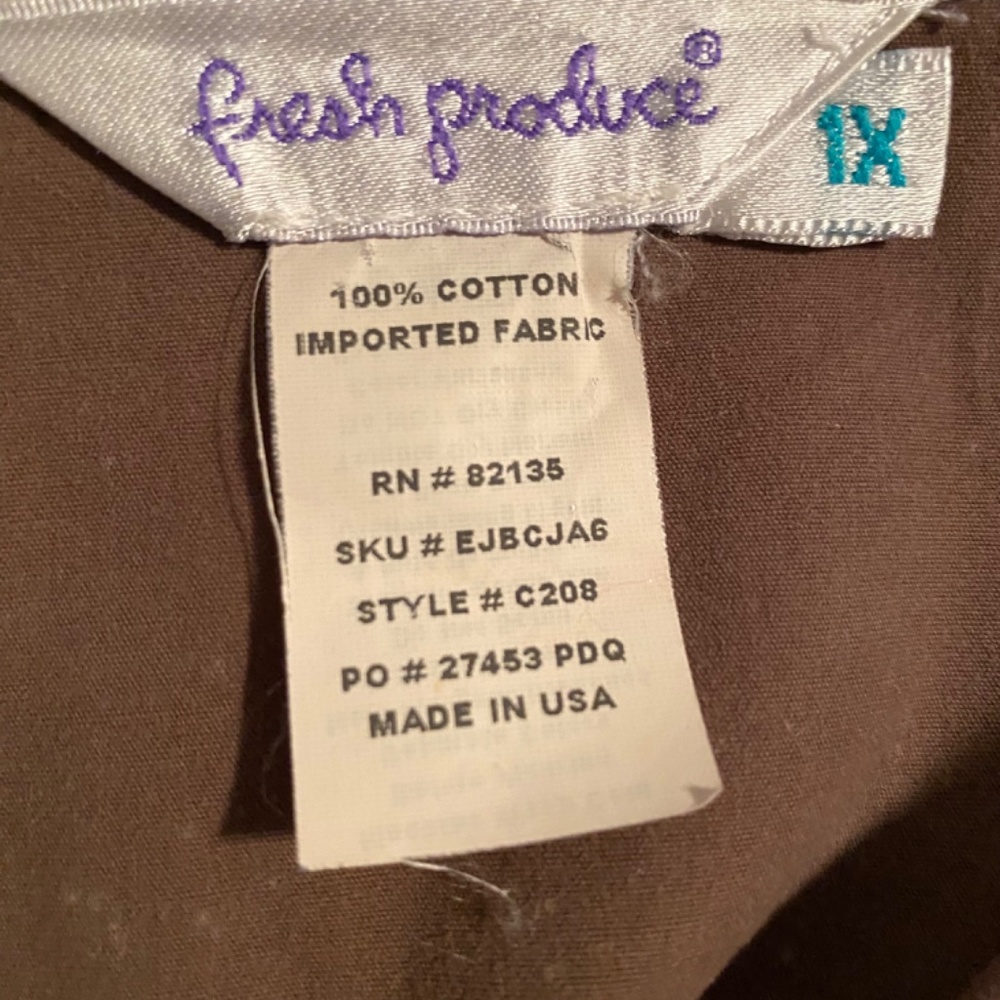 fresh produce®
1X
100% COTTON
IMPORTED FABRIC
RN # 82135
SKU # EJBCJA6
STYLE # C208
PO # 27453 PDQ
MADE IN USA